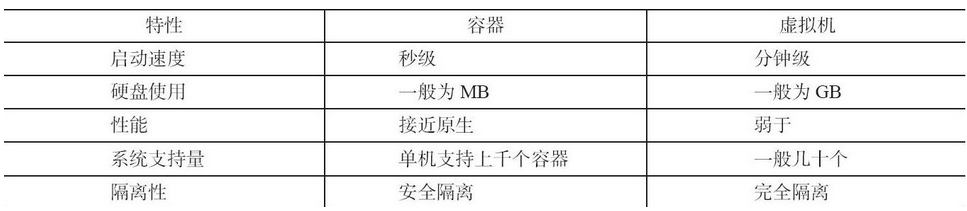 特性 容器 虚拟机
启动速度 秒级 分钟级
硬盘使用 一般为 MB 一般为 GB
性能 接近原生 弱于
系统支持量 单机支持上千个容器 一般几十个
隔离性 安全隔离 完全隔离